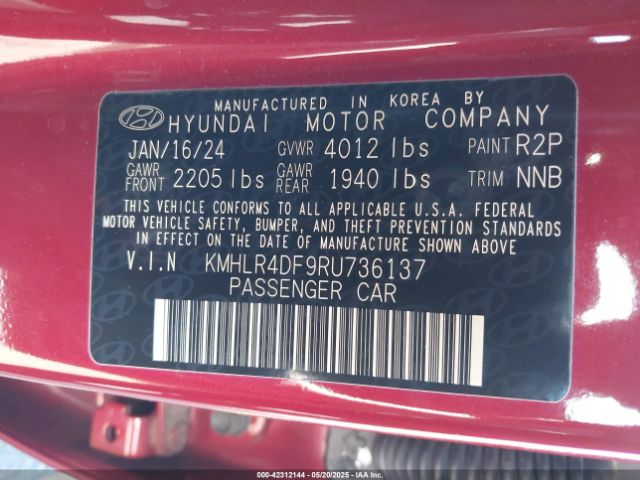 MANUFACTURED IN KOREA BY
HYUNDAI MOTOR COMPANY
JAN/16/24 GVWR 4012 lbs PAINT R2P
GAWR FRONT 2205 lbs GAWR REAR 1940 lbs TRIM NNB
THIS VEHICLE CONFORMS TO ALL APPLICABLE U.S.A. FEDERAL
MOTOR VEHICLE SAFETY, BUMPER, AND THEFT PREVENTION STANDARDS
IN EFFECT ON THE DATE OF MANUFACTURE SHOWN ABOVE
V.I.N KMHLR4DF9RU736137
PASSENGER CAR
000-42312144 | 05/20/2025 | IAAI.COM